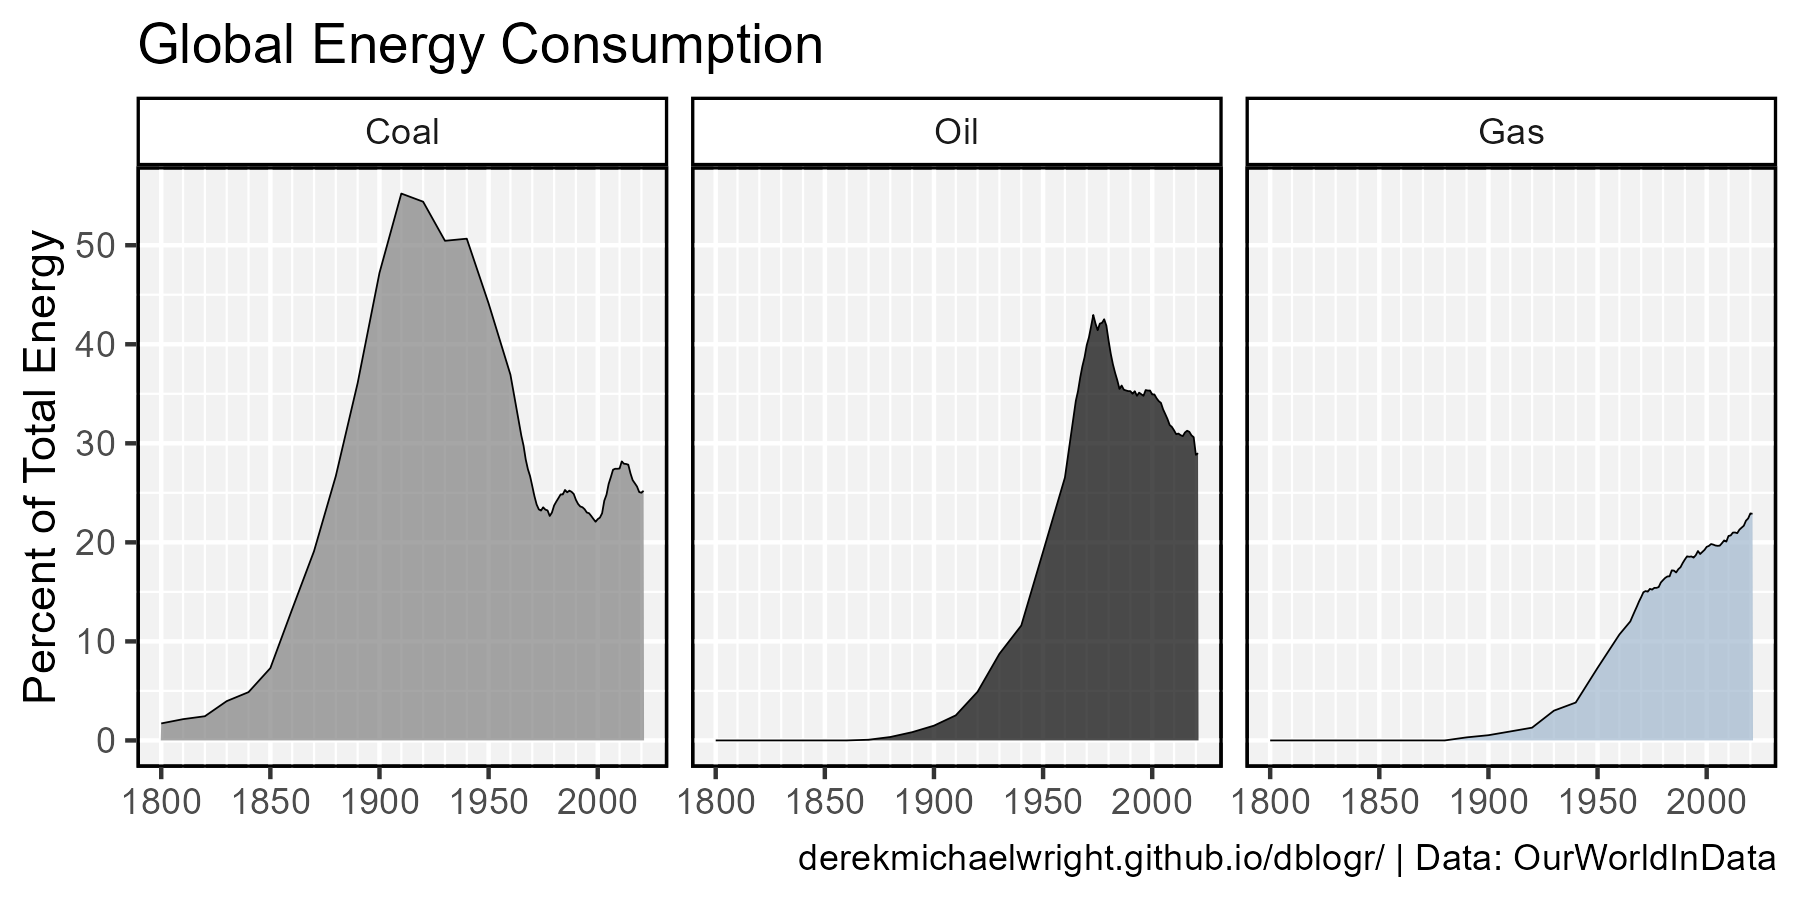 Global Energy Consumption
Coal
Oil
Gas
Percent of Total Energy
50
40
30
20
10
0
1800 1850 1900 1950 2000
1800 1850 1900 1950 2000
1800 1850 1900 1950 2000
derekmichaelwright.github.io/dblogr/ | Data: OurWorldInData